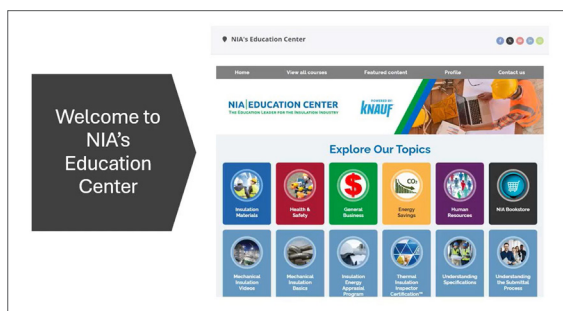 Welcome to
NIA's
Education
Center
NIA's Education Center
Home View all courses Featured content Profile Contact us
NIA|EDUCATION CENTER
THE EDUCATION LEADER FOR THE INSULATION INDUSTRY
POWERED BY
KNAUF
Explore Our Topics
Insulation
Materials
Health &
Safety
General
Business
CO₂
Energy
Savings
Human
Resources
NIA Bookstore
Mechanical
Insulation
Videos
Mechanical
Insulation
Basics
Insulation
Energy
Appraisal
Program
Thermal
Insulation
Inspector
Certification™
Understanding
Specifications
Understanding
the Submittal
Process